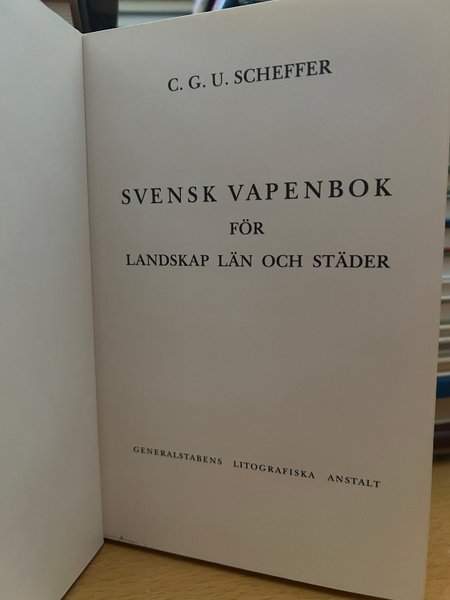 C. G. U. SCHEFFER
SVENSK VAPENBOK
FÖR
LANDSKAP LÄN OCH STÄDER
GENERALSTABENS LITOGRAFISKA ANSTALT